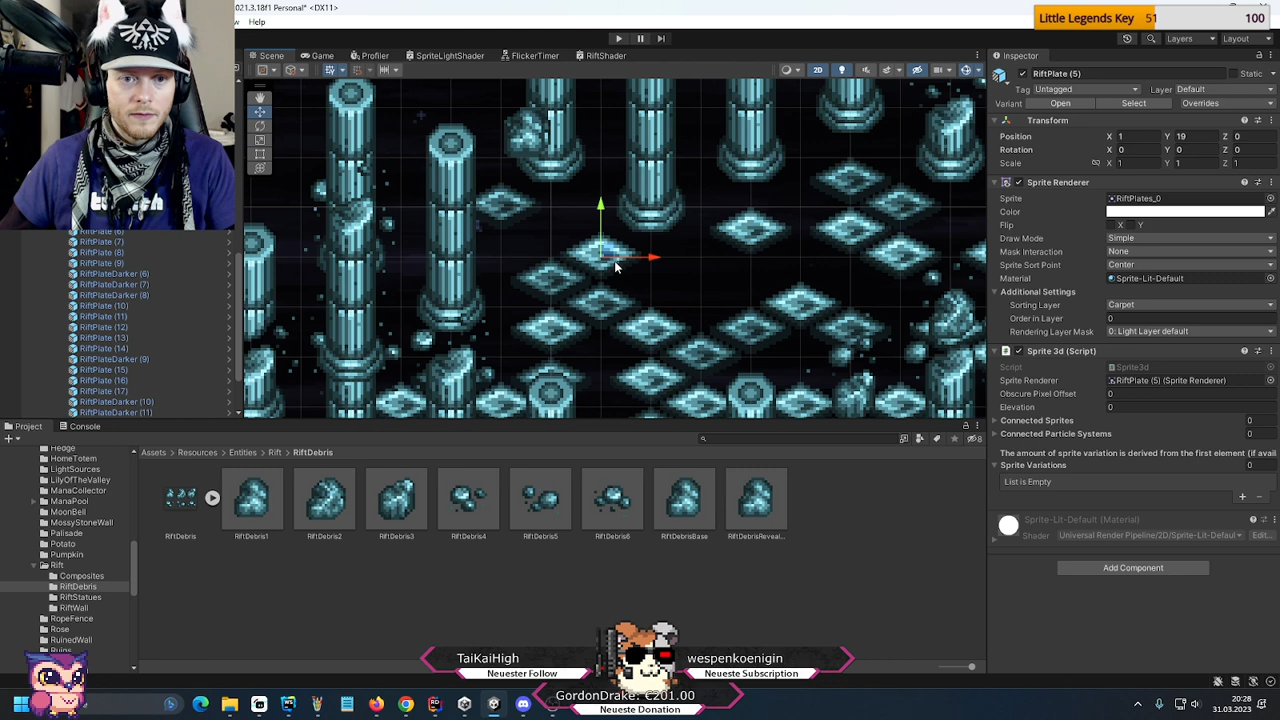 021.3.18f1 Personal* <DX11>
Help
Little Legends Key 51 100
Layers Layout
Scene Game Profiler SpriteLightShader FlickerTimer RiftShader
2D
Inspector
RiftPlate (5) Static
Tag Untagged Layer Default
Variant Open Select Overrides
Transform
Position X 1 Y 19 Z 0
Rotation X 0 Y 0 Z 0
Scale X 1 Y 1 Z 1
Sprite Renderer
Sprite RiftPlates_0
Color
Flip X Y
Draw Mode Simple
Mask Interaction None
Sprite Sort Point Center
Material Sprite-Lit-Default
Additional Settings
Sorting Layer Carpet
Order in Layer 0
Rendering Layer Mask 0: Light Layer default
Sprite 3d (Script)
Script Sprite3d
Sprite Renderer RiftPlate (5) (Sprite Renderer)
Obscure Pixel Offset 0
Elevation 0
Connected Sprites 0
Connected Particle Systems 0
The amount of sprite variation is derived from the first element (if avail
Sprite Variations 0
List is Empty
Sprite-Lit-Default (Material)
Shader Universal Render Pipeline/2D/Sprite-Lit-Defaul Edit...
Add Component
RiftPlate (6)
RiftPlate (7)
RiftPlate (8)
RiftPlate (9)
RiftPlateDarker (6)
RiftPlateDarker (7)
RiftPlateDarker (8)
RiftPlate (10)
RiftPlate (11)
RiftPlate (12)
RiftPlate (13)
RiftPlate (14)
RiftPlateDarker (9)
RiftPlate (15)
RiftPlate (16)
RiftPlate (17)
RiftPlateDarker (10)
RiftPlateDarker (11)
Project Console
8
Assets > Resources > Entities > Rift > RiftDebris
Hedge
HomeTotem
LightSources
LilyOfTheValley
ManaCollector
ManaPool
MoonBell
MossyStoneWall
Palisade
Potato
Pumpkin
Rift
Composites
RiftDebris
RiftStatues
RiftWall
RopeFence
Rose
RuinedWall
Ruins
RiftDebris RiftDebris1 RiftDebris2 RiftDebris3 RiftDebris4 RiftDebris5 RiftDebris6 RiftDebrisBase RiftDebrisReveal...
TaiKaiHigh
Neuester Follow
wespenkoenigin
Neueste Subscription
GordonDrake: €201.00
Neueste Donation
20:28
31.03.2023